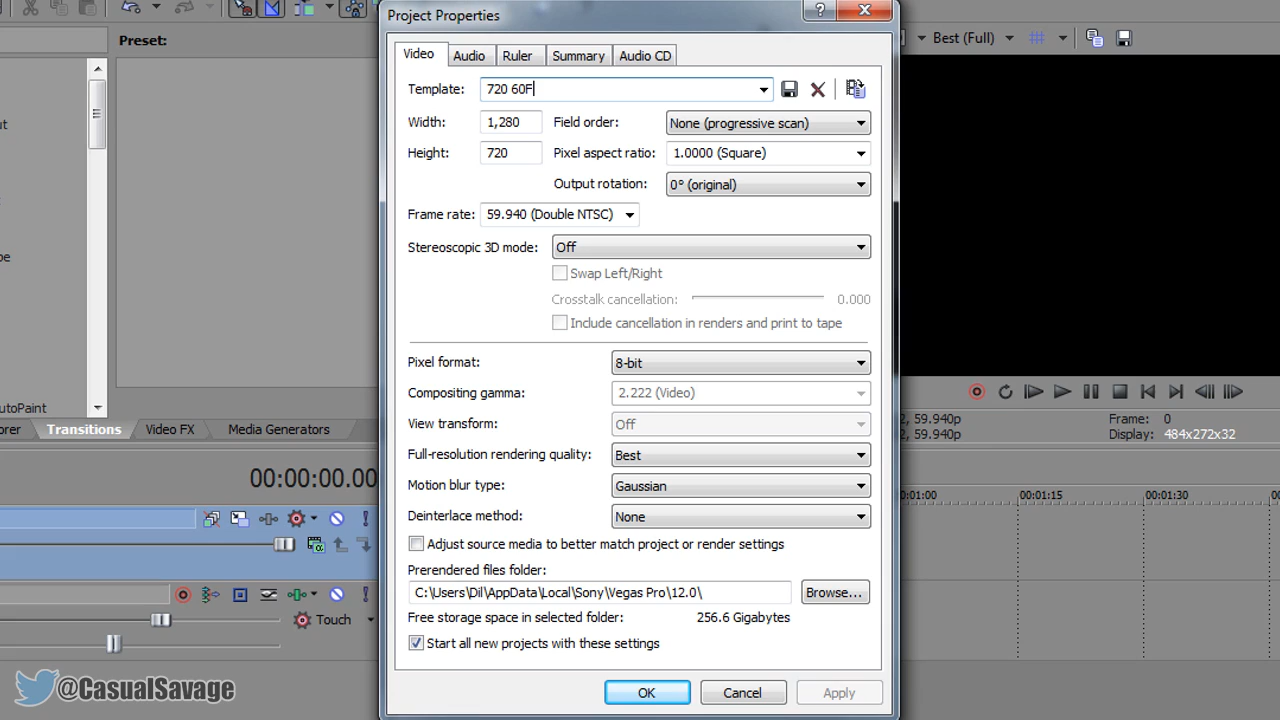 Project Properties
Preset:
Best (Full)
Video
Audio
Ruler
Summary
Audio CD
Template:
720 60F
Width:
1,280
Field order:
None (progressive scan)
Height:
720
Pixel aspect ratio:
1.0000 (Square)
Output rotation:
0° (original)
Frame rate:
59.940 (Double NTSC)
Stereoscopic 3D mode:
Off
Swap Left/Right
Crosstalk cancellation:
0.000
Include cancellation in renders and print to tape
Pixel format:
8-bit
Compositing gamma:
2.222 (Video)
View transform:
Off
Full-resolution rendering quality:
Best
Motion blur type:
Gaussian
Deinterlace method:
None
Adjust source media to better match project or render settings
Prerendered files folder:
C:\Users\Dil\AppData\Local\Sony\Vegas Pro\12.0\
Browse...
Free storage space in selected folder:
256.6 Gigabytes
Start all new projects with these settings
OK
Cancel
Apply
utoPaint
orer
Transitions
Video FX
Media Generators
00:00:00.00
Touch
2, 59.940p
2, 59.940p
Frame:
0
Display:
484x272x32
0:01:00
00:01:15
00:01:30
@CasualSavage